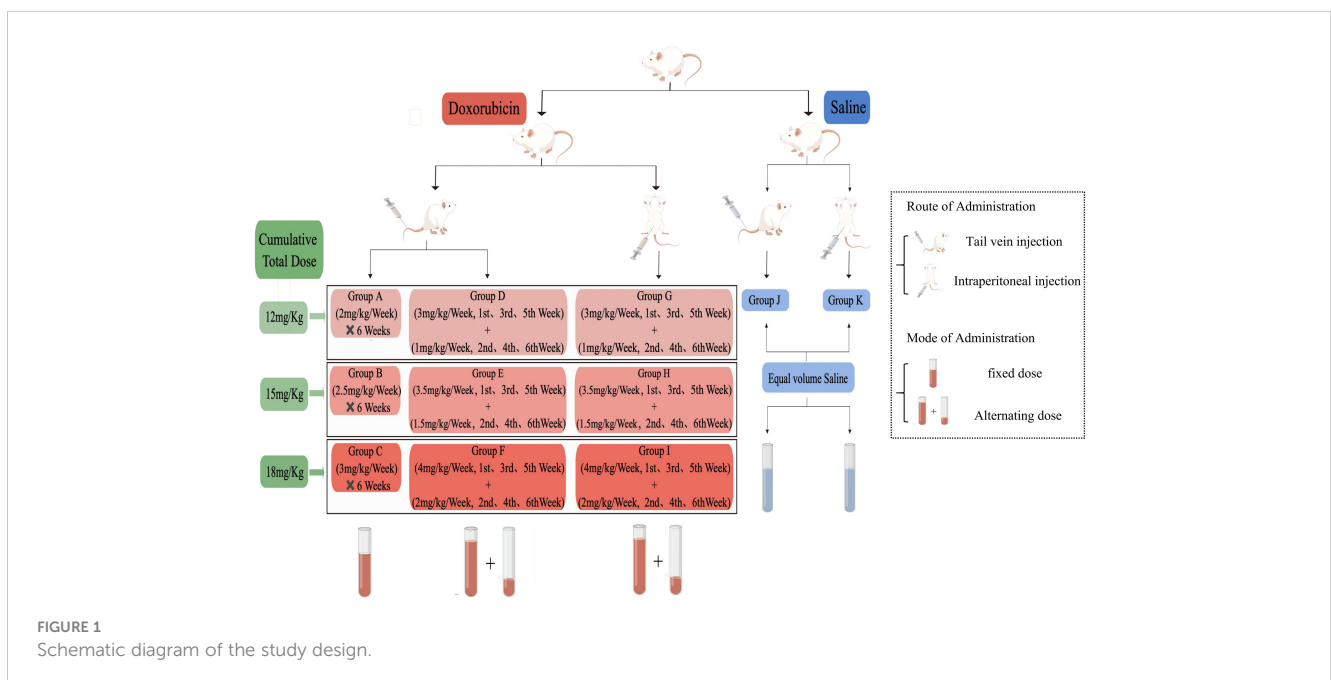 Doxorubicin
Saline
Cumulative
Total Dose
12mg/Kg
Group A
(2mg/kg/Week)
✖ 6 Weeks
Group D
(3mg/kg/Week, 1st、3rd、5th Week)
+
(1mg/kg/Week, 2nd、4th、6thWeek)
Group G
(3mg/kg/Week, 1st、3rd、5th Week)
+
(1mg/kg/Week, 2nd、4th、6thWeek)
15mg/Kg
Group B
(2.5mg/kg/Week)
✖ 6 Weeks
Group E
(3.5mg/kg/Week, 1st、3rd、5th Week)
+
(1.5mg/kg/Week, 2nd、4th、6thWeek)
Group H
(3.5mg/kg/Week, 1st、3rd、5th Week)
+
(1.5mg/kg/Week, 2nd、4th、6thWeek)
18mg/Kg
Group C
(3mg/kg/Week)
✖ 6 Weeks
Group F
(4mg/kg/Week, 1st、3rd、5th Week)
+
(2mg/kg/Week, 2nd、4th、6thWeek)
Group I
(4mg/kg/Week, 1st、3rd、5th Week)
+
(2mg/kg/Week, 2nd、4th、6thWeek)
+
+
Group J
Group K
Equal volume Saline
Route of Administration
Tail vein injection
Intraperitoneal injection
Mode of Administration
fixed dose
+
Alternating dose
FIGURE 1
Schematic diagram of the study design.